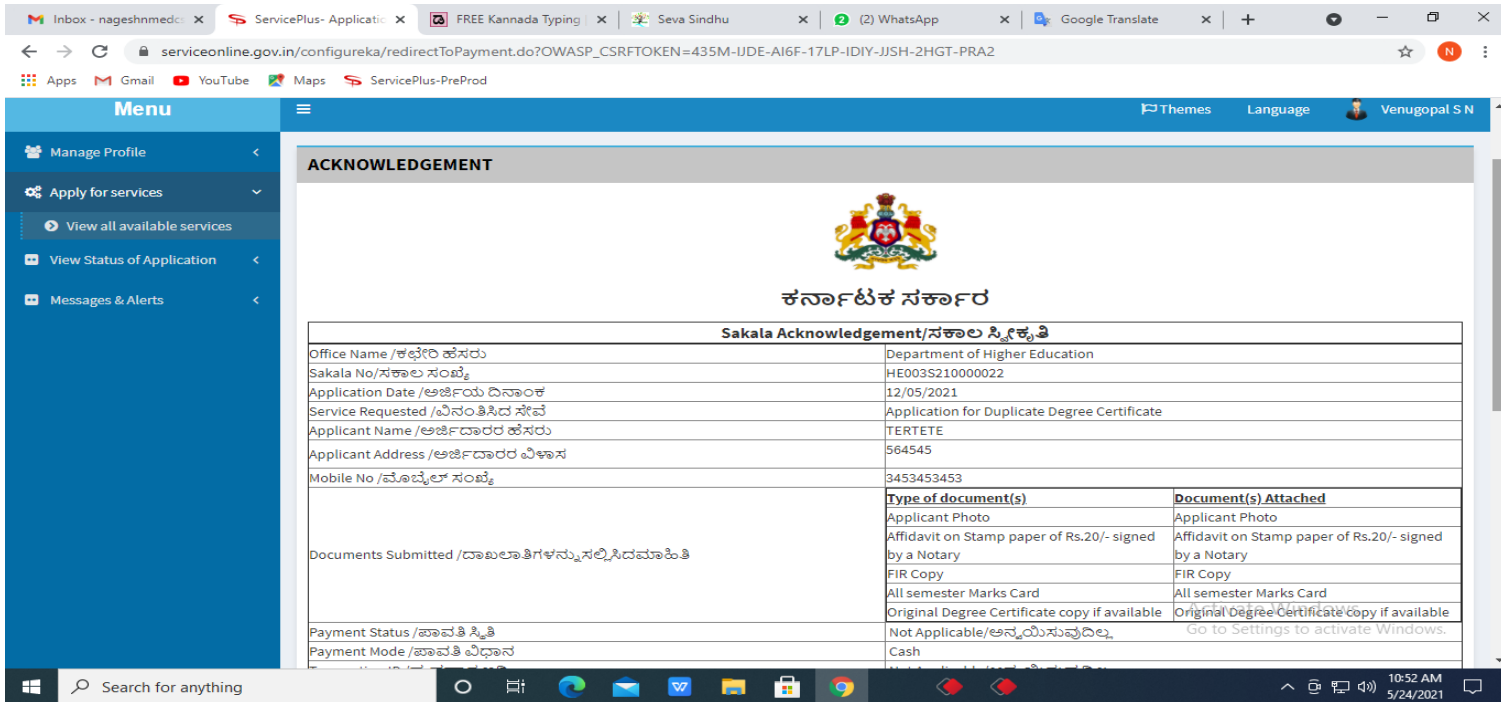 Inbox - nageshnmedcs
ServicePlus- Applicatic
FREE Kannada Typing
Seva Sindhu
2 (2) WhatsApp
Google Translate
serviceonline.gov.in/configureka/redirectToPayment.do?OWASP_CSRFTOKEN=435M-IJDE-AI6F-17LP-IDIY-JJSH-2HGT-PRA2
N
Apps Gmail YouTube Maps ServicePlus-PreProd
Menu
Themes Language Venugopal S N
Manage Profile
Apply for services
View all available services
View Status of Application
Messages & Alerts
ACKNOWLEDGEMENT
ಕರ್ನಾಟಕ ಸರ್ಕಾರ
Sakala Acknowledgement/ಸಕಾಲ ಸ್ವೀಕೃತಿ
Office Name /ಕಛೇರಿ ಹೆಸರು Department of Higher Education
Sakala No/ಸಕಾಲ ಸಂಖ್ಯೆ HE003S210000022
Application Date /ಅರ್ಜಿಯ ದಿನಾಂಕ 12/05/2021
Service Requested /ವಿನಂತಿಸಿದ ಸೇವೆ Application for Duplicate Degree Certificate
Applicant Name /ಅರ್ಜಿದಾರರ ಹೆಸರು TERTETE
Applicant Address /ಅರ್ಜಿದಾರರ ವಿಳಾಸ 564545
Mobile No /ಮೊಬೈಲ್ ಸಂಖ್ಯೆ 3453453453
Documents Submitted /ದಾಖಲಾತಿಗಳನ್ನು ಸಲ್ಲಿಸಿದಮಾಹಿತಿ
Type of document(s) Document(s) Attached
Applicant Photo Applicant Photo
Affidavit on Stamp paper of Rs.20/- signed Affidavit on Stamp paper of Rs.20/- signed
by a Notary by a Notary
FIR Copy FIR Copy
All semester Marks Card All semester Marks Card
Original Degree Certificate copy if available Original Degree Certificate copy if available
Activate Windows
Go to Settings to activate Windows.
Payment Status /ಪಾವತಿ ಸ್ಥಿತಿ Not Applicable/ಅನ್ವಯಿಸುವುದಿಲ್ಲ
Payment Mode /ಪಾವತಿ ವಿಧಾನ Cash
Search for anything
10:52 AM
5/24/2021